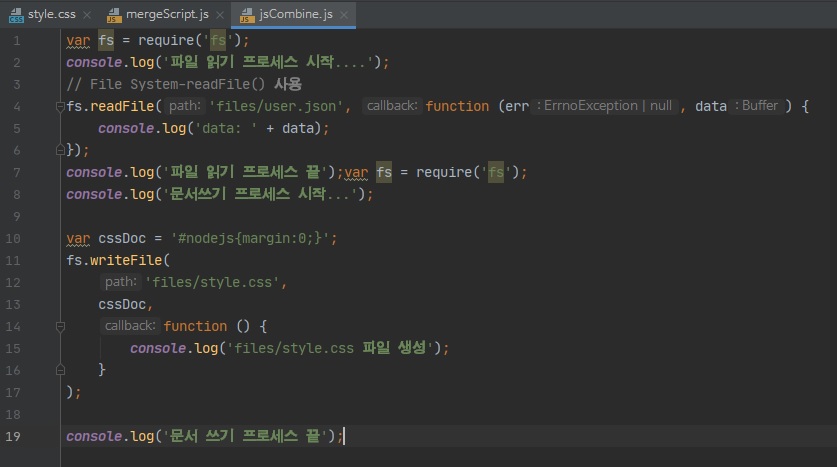 style.css mergeScript.js jsCombine.js
1 var fs = require('fs');
2 console.log('파일 읽기 프로세스 시작....');
3 // File System-readFile() 사용
4 fs.readFile( path: 'files/user.json', callback: function (err : ErrnoException | null , data : Buffer ) {
5 console.log('data: ' + data);
6 });
7 console.log('파일 읽기 프로세스 끝');var fs = require('fs');
8 console.log('문서쓰기 프로세스 시작...');
9
10 var cssDoc = '#nodejs{margin:0;}';
11 fs.writeFile(
12 path: 'files/style.css',
13 cssDoc,
14 callback: function () {
15 console.log('files/style.css 파일 생성');
16 }
17 );
18
19 console.log('문서 쓰기 프로세스 끝');